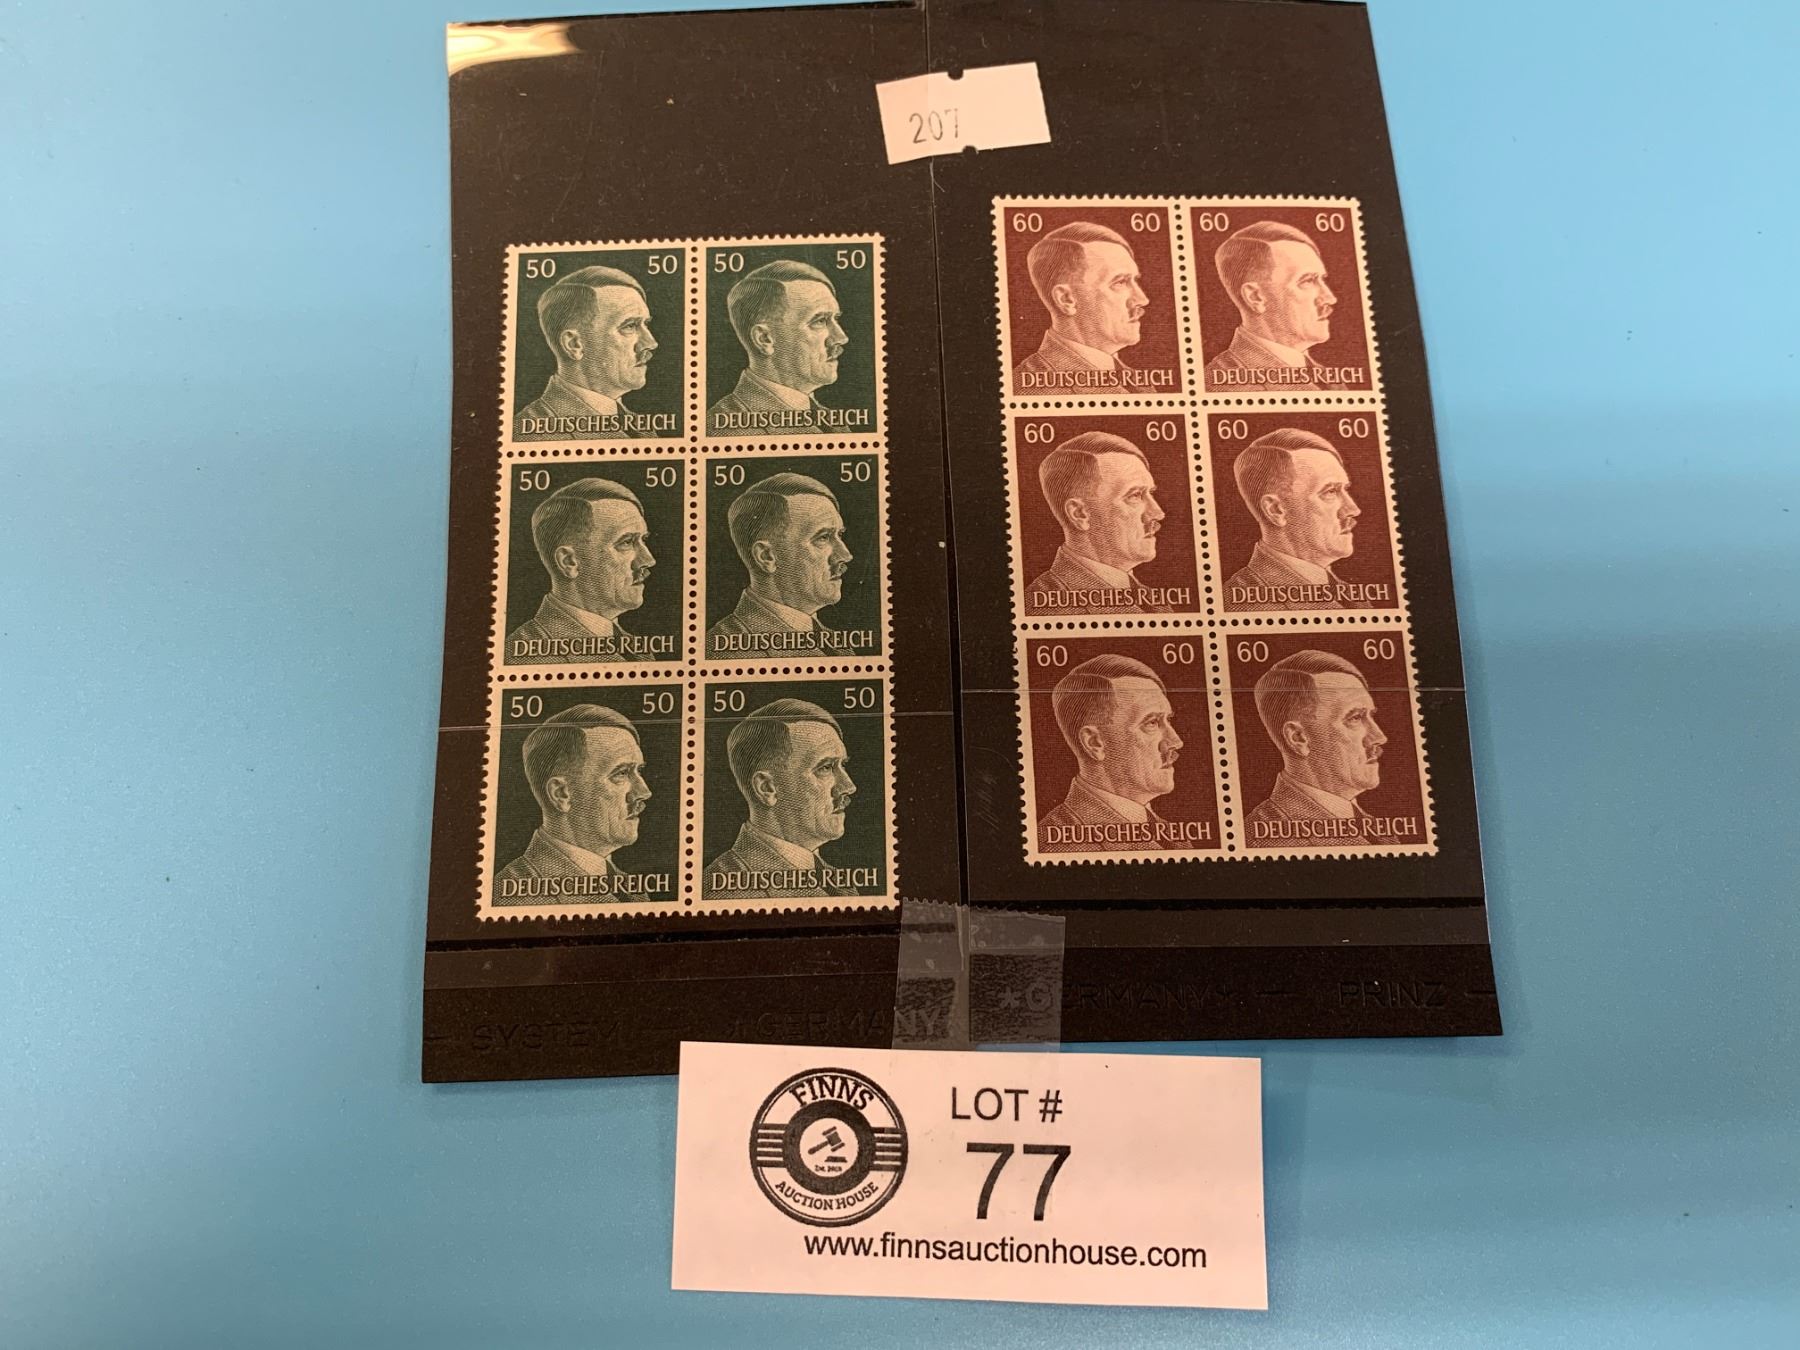 207
50 50 50 50
DEUTSCHES REICH DEUTSCHES REICH
50 50 50 50
DEUTSCHES REICH DEUTSCHES REICH
50 50 50 50
DEUTSCHES REICH DEUTSCHES REICH
60 60 60 60
DEUTSCHES REICH DEUTSCHES REICH
60 60 60 60
DEUTSCHES REICH DEUTSCHES REICH
60 60 60 60
DEUTSCHES REICH DEUTSCHES REICH
— SYSTEM — *GERMANY
*GERMANY* — PRINZ —
FINNS
Est. 2018
AUCTION HOUSE
LOT #
77
www.finnsauctionhouse.com